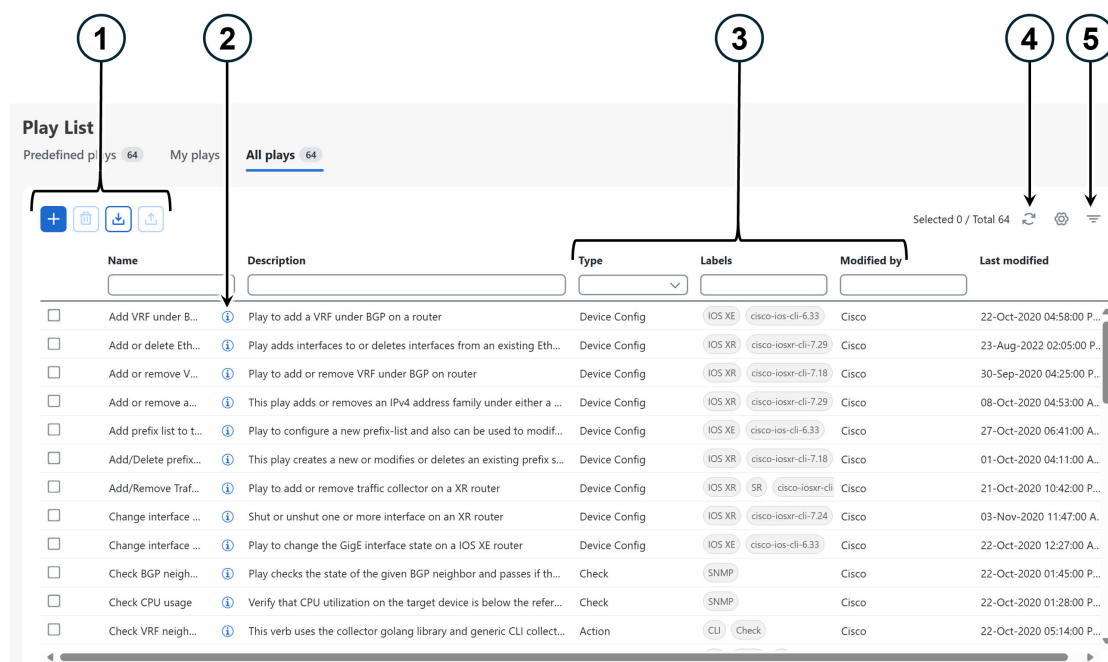 1 2 3 4 5
Play List
Predefined plays 64 My plays All plays 64
Selected 0 / Total 64
Name Description Type Labels Modified by Last modified
Add VRF under B... Play to add a VRF under BGP on a router Device Config IOS XE cisco-ios-cli-6.33 Cisco 22-Oct-2020 04:58:00 P...
Add or delete Eth... Play adds interfaces to or deletes interfaces from an existing Eth... Device Config IOS XR cisco-iosxr-cli-7.29 Cisco 23-Aug-2022 02:05:00 P...
Add or remove V... Play to add or remove VRF under BGP on router Device Config IOS XR cisco-iosxr-cli-7.18 Cisco 30-Sep-2020 04:25:00 P...
Add or remove a... This play adds or removes an IPv4 address family under either a ... Device Config IOS XR cisco-iosxr-cli-7.29 Cisco 08-Oct-2020 04:53:00 A...
Add prefix list to t... Play to configure a new prefix-list and also can be used to modif... Device Config IOS XE cisco-ios-cli-6.33 Cisco 27-Oct-2020 06:41:00 A...
Add/Delete prefix... This play creates a new or modifies or deletes an existing prefix s... Device Config IOS XR cisco-iosxr-cli-7.18 Cisco 01-Oct-2020 04:11:00 A...
Add/Remove Traf... Play to add or remove traffic collector on a XR router Device Config IOS XR SR cisco-iosxr-cli Cisco 21-Oct-2020 10:42:00 P...
Change interface ... Shut or unshut one or more interface on an XR router Device Config IOS XR cisco-iosxr-cli-7.24 Cisco 03-Nov-2020 11:47:00 A.
Change interface ... Play to change the GigE interface state on a IOS XE router Device Config IOS XE cisco-ios-cli-6.33 Cisco 22-Oct-2020 12:27:00 A...
Check BGP neigh... Play checks the state of the given BGP neighbor and passes if th... Check SNMP Cisco 22-Oct-2020 01:45:00 P...
Check CPU usage Verify that CPU utilization on the target device is below the refer... Check SNMP Cisco 22-Oct-2020 01:28:00 P...
Check VRF neigh... This verb uses the collector golang library and generic CLI collect... Action CLI Check Cisco 22-Oct-2020 05:14:00 P...